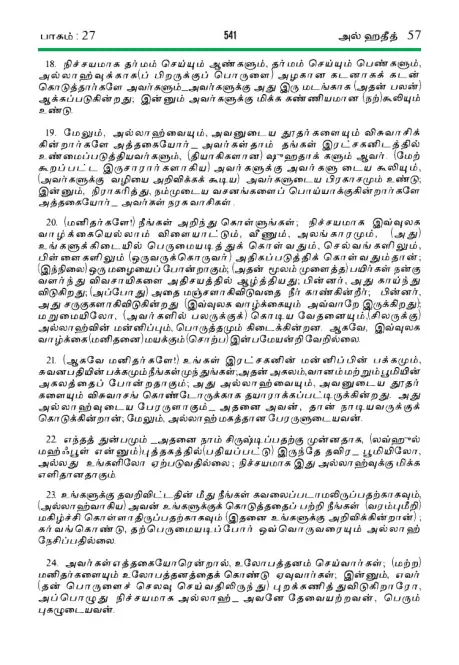 பாகம் : 27 541 அல் ஹதீத் 57
18. நிச்சயமாக தர்மம் செய்யும் ஆண்களும், தர்மம் செய்யும் பெண்களும்,
அல்லாஹ்வுக்காக(ப் பிறருக்குப் பொருளை) அழகான கடனாகக் கடன்
கொடுத்தார்களே அவர்களும்_அவர்களுக்கு அது இரு மடங்காக (அதன் பலன்)
ஆக்கப்படுகின்றது; இன்னும் அவர்களுக்கு மிக்க கண்ணியமான (நற்)கூலியும்
உண்டு.
19. மேலும், அல்லாஹ்வையும், அவனுடைய தூதர்களையும் விசுவாசிக்
கின்றார்களே அத்தகையோர்_ அவர்கள்தாம் தங்கள் இரட்சகனிடத்தில்
உண்மைப்படுத்தியவர்களும், (தியாகிகளான) ஷுஹதாக் களும் ஆவர். (மேற்
கூறப்பட்ட இருசாரார்களாகிய) அவர்களுக்கு அவர் களு டைய கூலியும்,
(அவர்களுக்கு வழியை அறிவிக்கக் கூடிய) அவர்களுடைய பிரகாசமும் உண்டு;
இன்னும், நிராகரித்து, நம்முடைய வசனங்களைப் பொய்யாக்குகின்றார்களே
அத்தகையோர்_ அவர்கள் நரகவாசிகள்.
20. (மனிதர்களே!) நீங்கள் அறிந்து கொள்ளுங்கள்; நிச்சயமாக இவ்வுலக
வாழ்க்கையெல்லாம் விளையாட்டும், வீணும், அலங்காரமும், (அது)
உங்களுக்கிடையில் பெருமையடித்துக் கொள்வதும், செல்வங்களிலும்,
பிள்ளைகளிலும் (ஒருவருக்கொருவர்) அதிகப்படுத்திக் கொள்வதும்தான்;
(இந்நிலை) ஒரு மழையைப் போன்றாகும்; (அதன் மூலம் முளைத்த) பயிர்கள் நன்கு
வளர்ந்து விவசாயிகளை அதிசயத்தில் ஆழ்த்தியது; பின்னர், அது காய்ந்து
விடுகிறது; (அப்போது) அதை மஞ்சளாகிவிடுவதை நீர் காண்கின்றீர்; பின்னர்,
அது சருகுகளாகிவிடுகின்றது (இவ்வுலக வாழ்க்கையும் அவ்வாறே இருக்கிறது);
மறுமையிலோ, (அவர்களில் பலருக்குக்) கொடிய வேதனையும்,(சிலருக்கு)
அல்லாஹ்வின் மன்னிப்பும், பொருத்தமும் கிடைக்கின்றன. ஆகவே, இவ்வுலக
வாழ்க்கை(மனிதனை)மயக்கும்(சொற்ப)இன்பமேயன்றிவேறில்லை.
21. (ஆகவே மனிதர்களே!) உங்கள் இரட்சகனின் மன்னிப்பின் பக்கமும்,
சுவனபதியின்பக்கமும்நீங்கள்முந்துங்கள்;அதன்அகலம்,வானம்மற்றும்பூமியின்
அகலத்தைப் போன்றதாகும்; அது அல்லாஹ்வையும், அவனுடைய தூதர்
களையும் விசுவாசங் கொண்டோருக்காக தயாராக்கப்பட்டிருக்கின்றது. அது
அல்லாஹ்வுடைய பேரருளாகும்_ அதனை அவன், தான் நாடியவருக்குக்
கொடுக்கின்றான்; மேலும், அல்லாஹ் மகத்தான பேரருளுடையவன்.
22. எந்தத் துன்பமும் _அதனை நாம் சிருஷ்டிப்பதற்கு முன்னதாக, (லவ்ஹுல்
மஹ்ஃபூள் என்னும்)புத்தகத்தில்(பதியப்பட்டு) இருந்தே தவிர_ பூமியிலோ,
அல்லது உங்களிலோ ஏற்படுவதில்லை; நிச்சயமாக இது அல்லாஹ்வுக்கு மிக்க
எளிதானதாகும்.
23. உங்களுக்கு தவறிவிட்டதின் மீது நீங்கள் கவலைப்படாமலிருப்பதற்காகவும்,
(அல்லாஹ்வாகிய) அவன் உங்களுக்குக் கொடுத்ததைப் பற்றி நீங்கள் (வரம்புமீறி)
மகிழ்ச்சி கொள்ளாதிருப்பதற்காகவும் (இதனை உங்களுக்கு அறிவிக்கின்றான்);
கர்வங்கொண்டு, தற்பெருமையடிப்போர் ஒவ்வொருவரையும் அல்லாஹ்
நேசிப்பதில்லை.
24. அவர்கள்எத்தகையோரென்றால், உலோபத்தனம் செய்வார்கள்; (மற்ற)
மனிதர்களையும் உலோபத்தனத்தைக் கொண்டு ஏவுவார்கள்; இன்னும், எவர்
(தன் பொருளைச் செலவு செய்வதிலிருந்து) புறக்கணித்துவிடுகிறாரோ,
அப்பொழுது நிச்சயமாக அல்லாஹ்_ அவனே தேவையற்றவன், பெரும்
புகழுடையவன்.